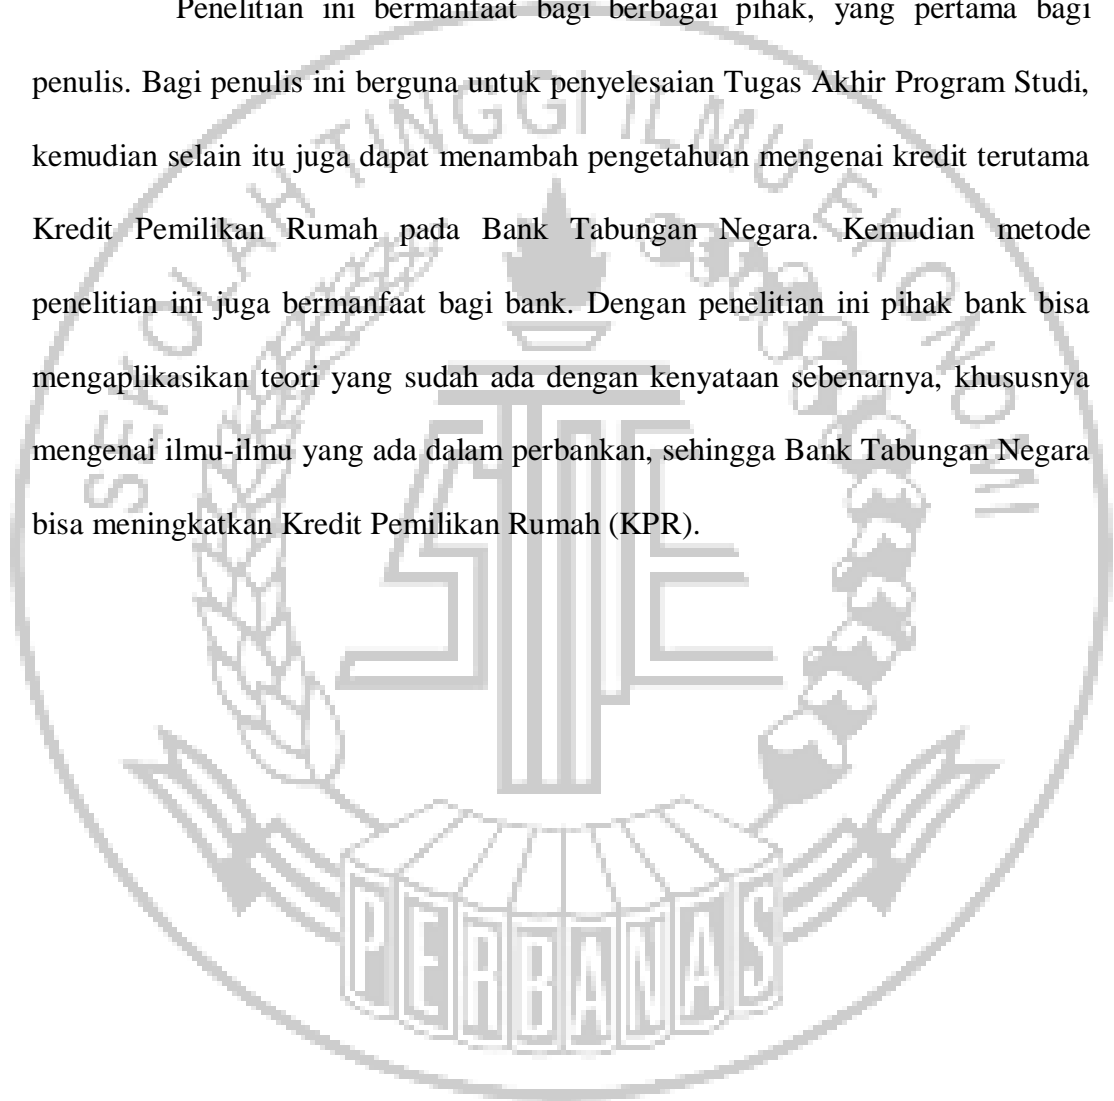 Penelitian ini bermanfaat bagi berbagai pihak, yang pertama bagi
penulis. Bagi penulis ini berguna untuk penyelesaian Tugas Akhir Program Studi,
kemudian selain itu juga dapat menambah pengetahuan mengenai kredit terutama
Kredit Pemilikan Rumah pada Bank Tabungan Negara. Kemudian metode
penelitian ini juga bermanfaat bagi bank. Dengan penelitian ini pihak bank bisa
mengaplikasikan teori yang sudah ada dengan kenyataan sebenarnya, khususnya
mengenai ilmu-ilmu yang ada dalam perbankan, sehingga Bank Tabungan Negara
bisa meningkatkan Kredit Pemilikan Rumah (KPR).
SEKOLAH TINGGI ILMU EKONOMI
PERBANAS